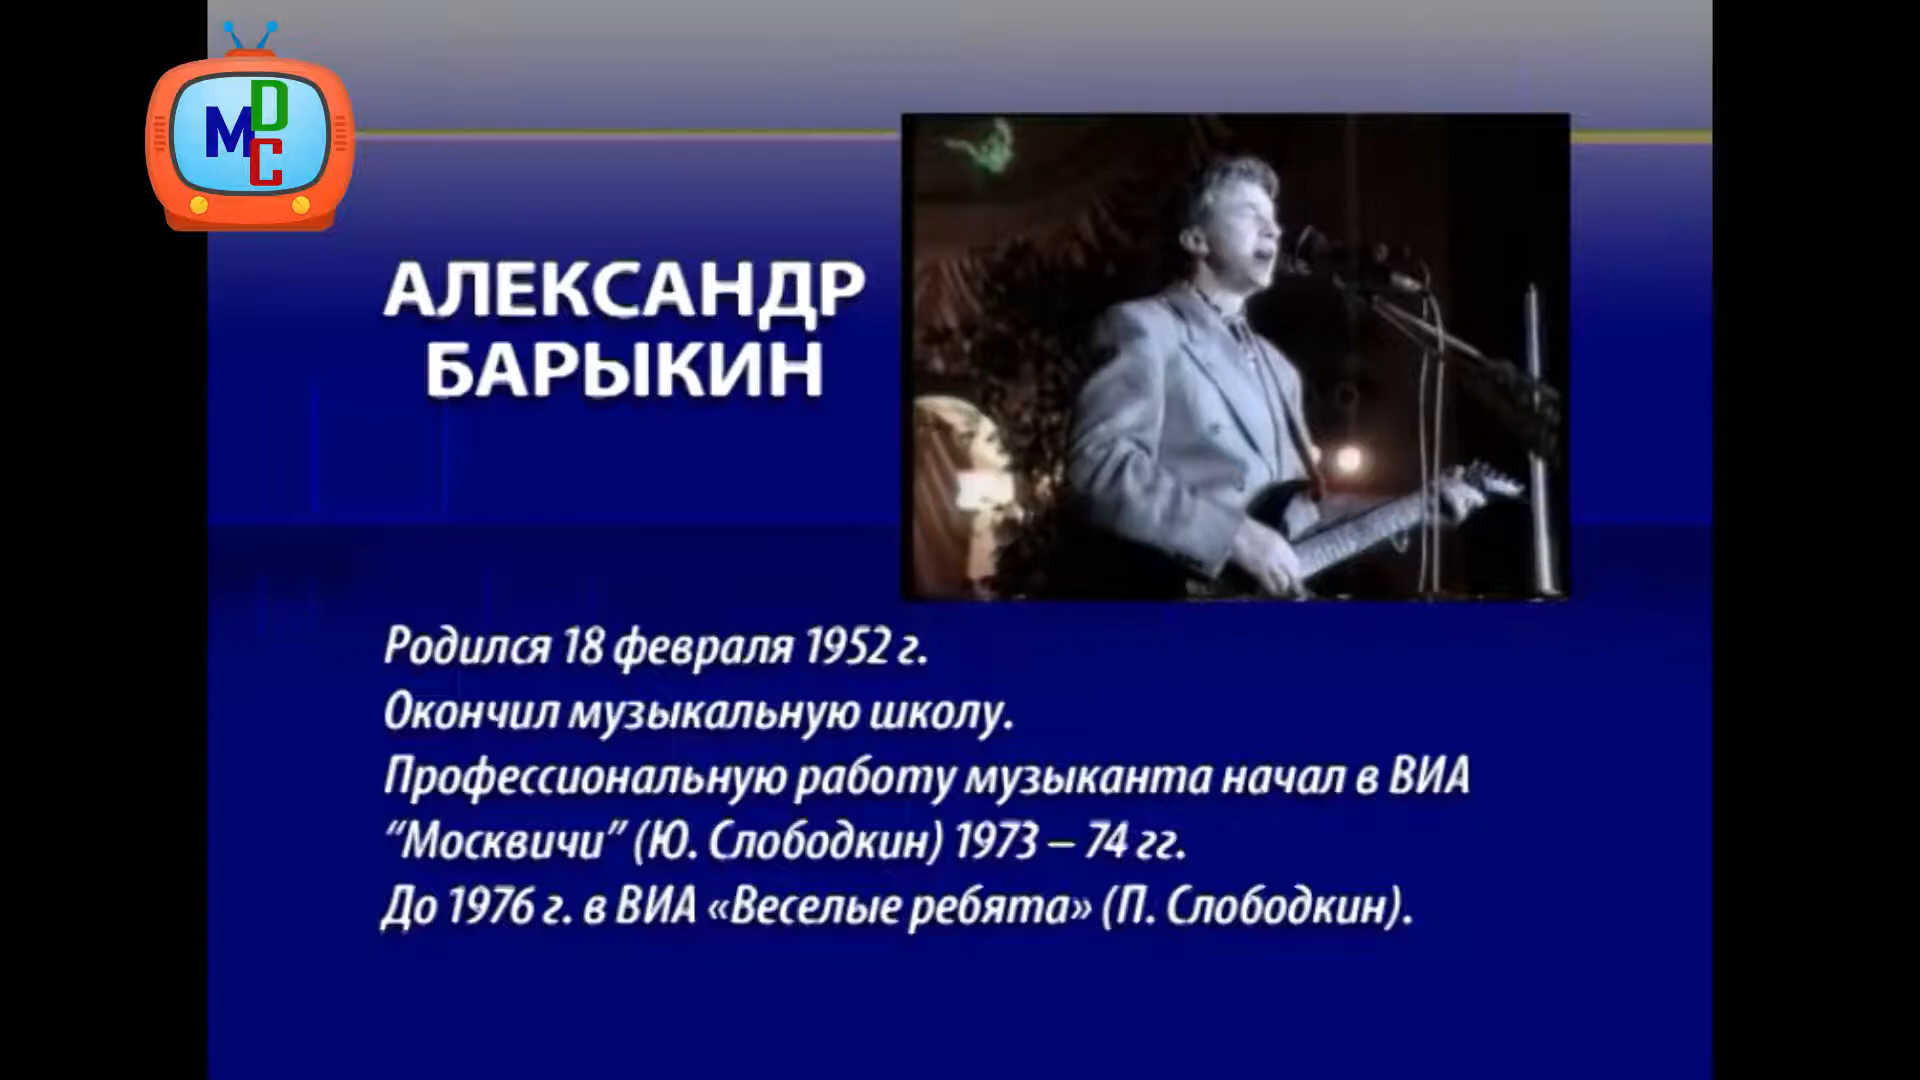 MDC
АЛЕКСАНДР
БАРЫКИН
Родился 18 февраля 1952 г.
Окончил музыкальную школу.
Профессиональную работу музыканта начал в ВИА
“Москвичи” (Ю. Слободкин) 1973 – 74 гг.
До 1976 г. в ВИА «Веселые ребята» (П. Слободкин).